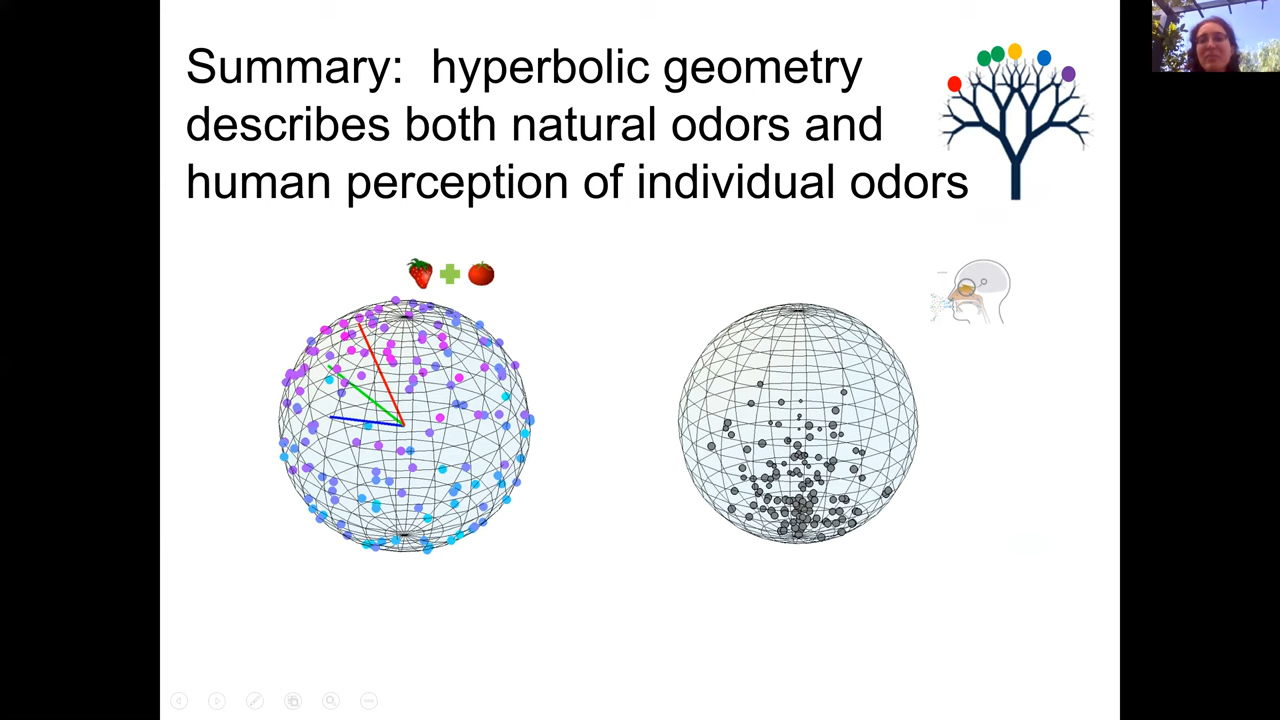 Summary: hyperbolic geometry
describes both natural odors and
human perception of individual odors